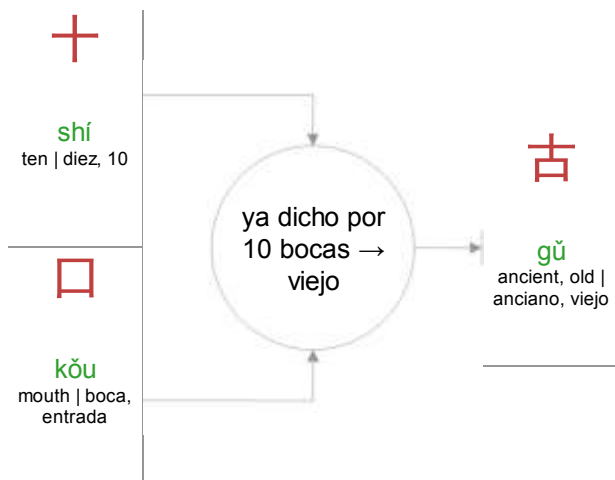 十
shí
ten | diez, 10
口
kǒu
mouth | boca,
entrada
ya dicho por
10 bocas →
viejo
古
gǔ
ancient, old |
anciano, viejo